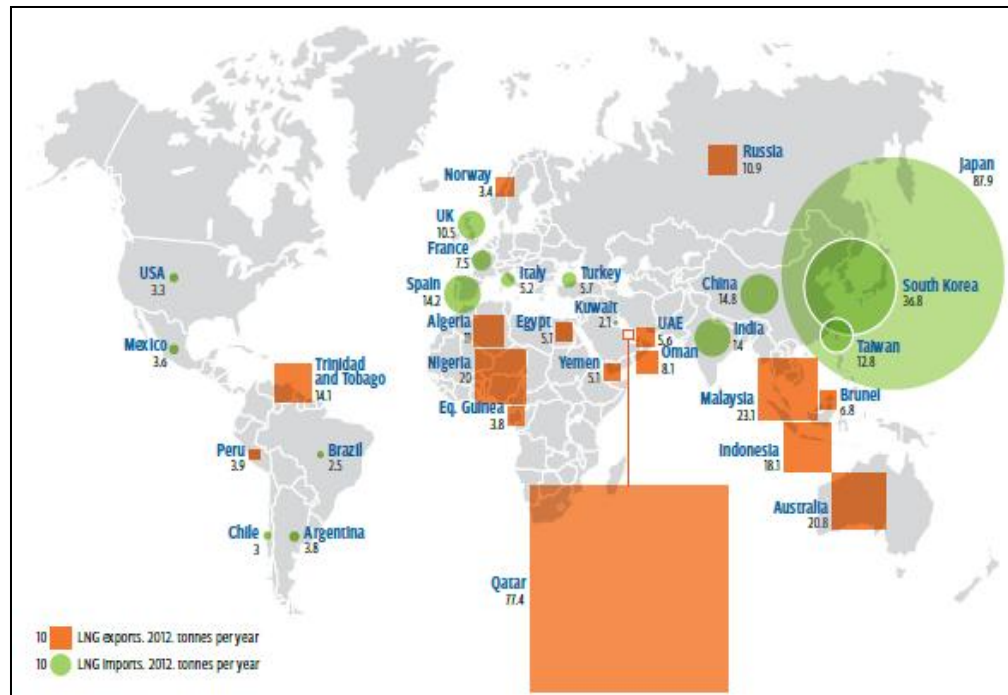 Russia
10.9
Japan
87.9
Norway
3.4
UK
10.5
France
7.5
Italy
5.2
Turkey
5.7
USA
3.3
Spain
14.2
China
14.8
South Korea
36.8
Kuwait
2.1
Algeria
11
Egypt
5.1
UAE
5.6
India
14
Taiwan
12.8
Mexico
3.6
Oman
8.1
Trinidad
and Tobago
14.1
Nigeria
20
Yemen
5.1
Malaysia
23.1
Brunei
6.8
Eq. Guinea
3.8
Peru
3.9
Brazil
2.5
Indonesia
18.1
Australia
20.8
Chile
3
Argentina
3.8
Qatar
77.4
10 LNG exports. 2012. tonnes per year
10 LNG imports. 2012. tonnes per year